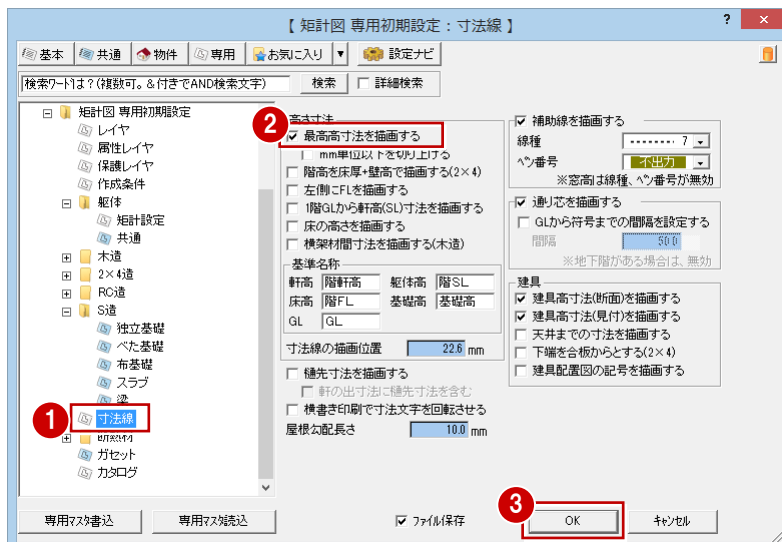 【 矩計図 専用初期設定：寸法線 】
? ×
基本 共通 物件 専用 お気に入り ▼ 設定ナビ
検索ワードは？(複数可。&付きでAND検索文字) 検索 詳細検索
矩計図 専用初期設定
レイヤ
属性レイヤ
保護レイヤ
作成条件
躯体
矩計設定
共通
木造
2×4造
RC造
S造
独立基礎
べた基礎
布基礎
スラブ
梁
1
寸法線
断熱材
ガセット
カタログ
高さ寸法
2
最高高寸法を描画する
mm単位以下を切り上げる
階高を床厚+壁高で描画する(2×4)
左側にFLを描画する
1階GLから軒高(SL)寸法を描画する
床の高さを描画する
横架材間寸法を描画する(木造)
基準名称
軒高 階軒高 躯体高 階SL
床高 階FL 基礎高 基礎高
GL GL
寸法線の描画位置 22.6 mm
樋先寸法を描画する
軒の出寸法に樋先寸法を含む
横書き印刷で寸法文字を回転させる
屋根勾配長さ 10.0 mm
補助線を描画する
線種 7
ペン番号 不出力
※窓高は線種、ペン番号が無効
通り芯を描画する
GLから符号までの間隔を設定する
間隔 50.0
※地下階がある場合は、無効
建具
建具高寸法(断面)を描画する
建具高寸法(見付)を描画する
天井までの寸法を描画する
下端を合板からとする(2×4)
建具配置図の記号を描画する
専用マスタ書込 専用マスタ読込 ファイル保存
3
OK キャンセル